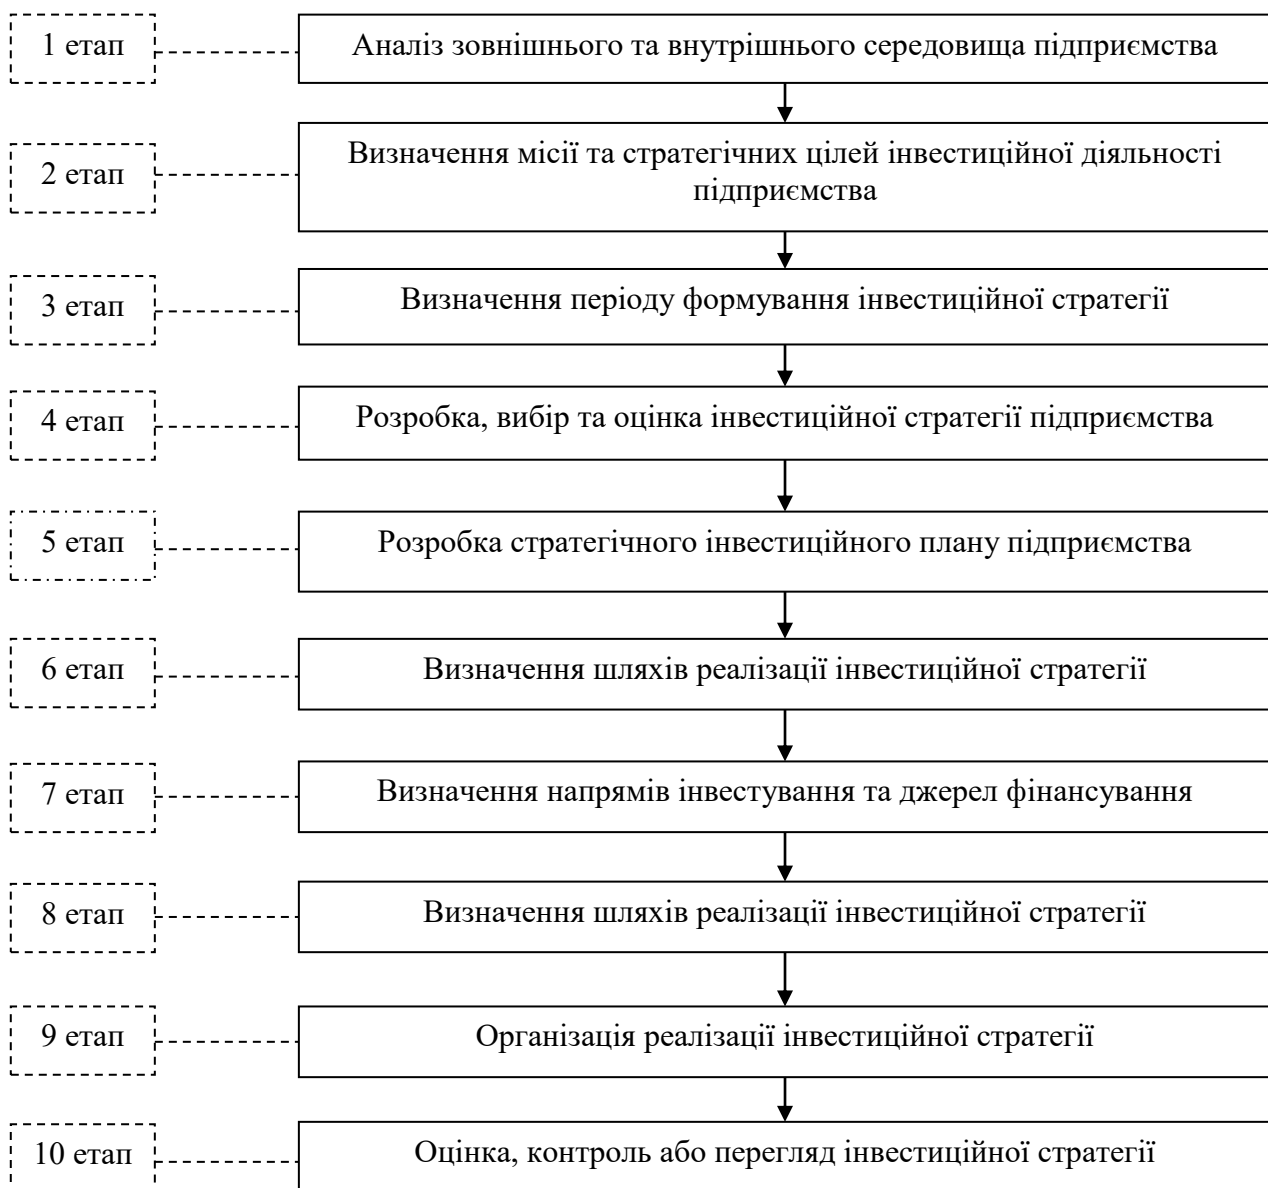 1 етап
Аналіз зовнішнього та внутрішнього середовища підприємства
2 етап
Визначення місії та стратегічних цілей інвестиційної діяльності
підприємства
3 етап
Визначення періоду формування інвестиційної стратегії
4 етап
Розробка, вибір та оцінка інвестиційної стратегії підприємства
5 етап
Розробка стратегічного інвестиційного плану підприємства
6 етап
Визначення шляхів реалізації інвестиційної стратегії
7 етап
Визначення напрямів інвестування та джерел фінансування
8 етап
Визначення шляхів реалізації інвестиційної стратегії
9 етап
Організація реалізації інвестиційної стратегії
10 етап
Оцінка, контроль або перегляд інвестиційної стратегії